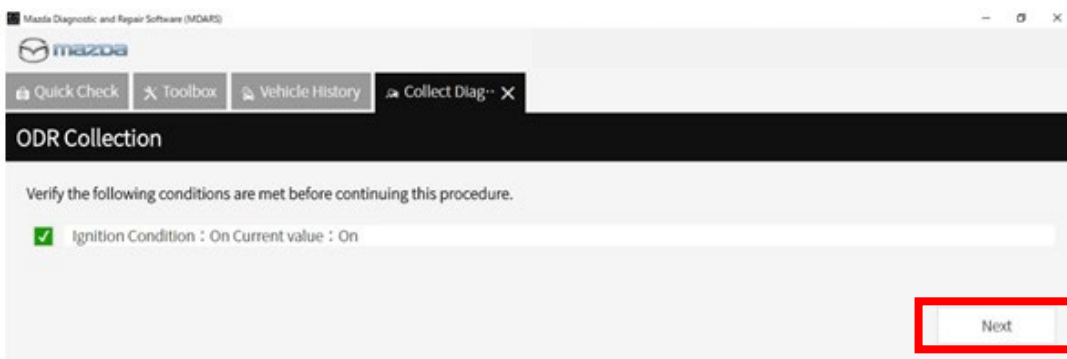 Mazda Diagnostic and Repair Software (MDARS)
mazda
Quick Check Toolbox Vehicle History Collect Diag··
ODR Collection
Verify the following conditions are met before continuing this procedure.
Ignition Condition : On Current value : On
Next